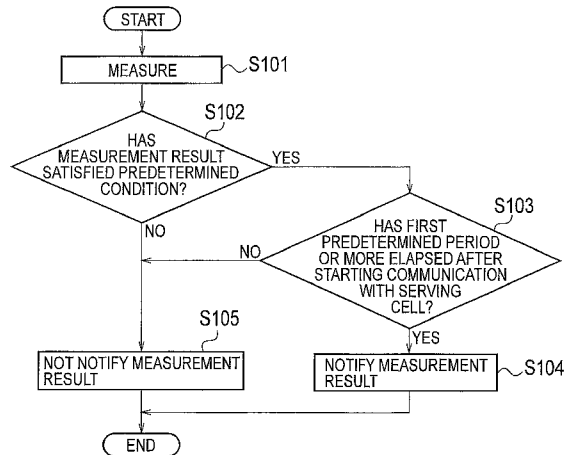 START
MEASURE
S101
S102
HAS
MEASUREMENT RESULT
SATISFIED PREDETERMINED
CONDITION?
YES
NO
S103
HAS FIRST
PREDETERMINED PERIOD
OR MORE ELAPSED AFTER
STARTING COMMUNICATION
WITH SERVING
CELL?
NO
YES
S105
NOT NOTIFY MEASUREMENT
RESULT
NOTIFY MEASUREMENT
RESULT
S104
END